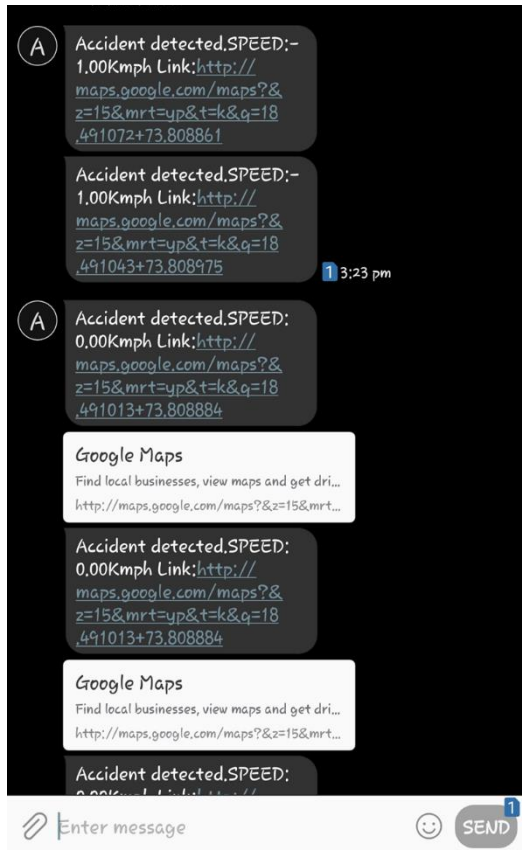 A
Accident detected.SPEED:-
1.00Kmph Link:http://
maps.google.com/maps?&
z=15&mrt=yp&t=k&q=18
.491072+73.808861
Accident detected.SPEED:-
1.00Kmph Link:http://
maps.google.com/maps?&
z=15&mrt=yp&t=k&q=18
.491043+73.808975
1 3:23 pm
A
Accident detected.SPEED:
0.00Kmph Link:http://
maps.google.com/maps?&
z=15&mrt=yp&t=k&q=18
.491013+73.808884
Google Maps
Find local businesses, view maps and get dri...
http://maps.google.com/maps?&z=15&mrt...
Accident detected.SPEED:
0.00Kmph Link:http://
maps.google.com/maps?&
z=15&mrt=yp&t=k&q=18
.491013+73.808884
Google Maps
Find local businesses, view maps and get dri...
http://maps.google.com/maps?&z=15&mrt...
Accident detected.SPEED:
Enter message
1
SEND